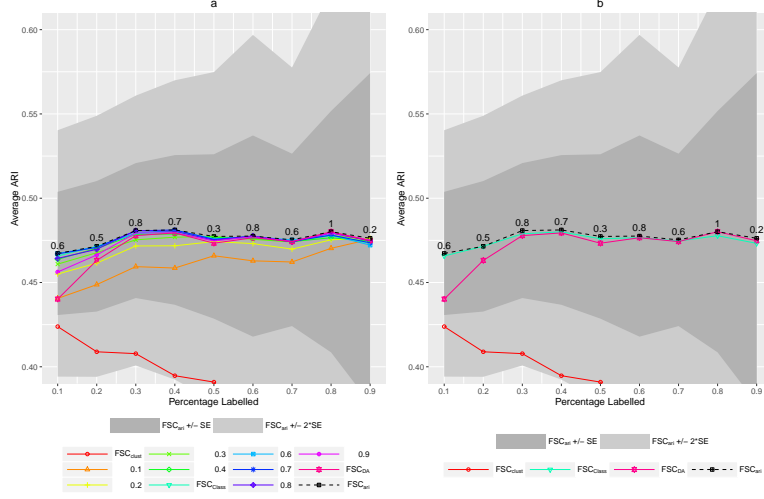 a
0.60
0.55
0.50
0.45
0.40
Average ARI
0.6 0.5 0.8 0.7 0.3 0.8 0.6 1 0.2
0.1 0.2 0.3 0.4 0.5 0.6 0.7 0.8 0.9
Percentage Labelled
FSCari +/− SE FSCari +/− 2*SE
FSCclust 0.3 0.6 0.9
0.1 0.4 0.7 FSCDA
0.2 FSCClass 0.8 FSCari
b
0.60
0.55
0.50
0.45
0.40
Average ARI
0.6 0.5 0.8 0.7 0.3 0.8 0.6 1 0.2
0.1 0.2 0.3 0.4 0.5 0.6 0.7 0.8 0.9
Percentage Labelled
FSCari +/− SE FSCari +/− 2*SE
FSCclust FSCClass FSCDA FSCari